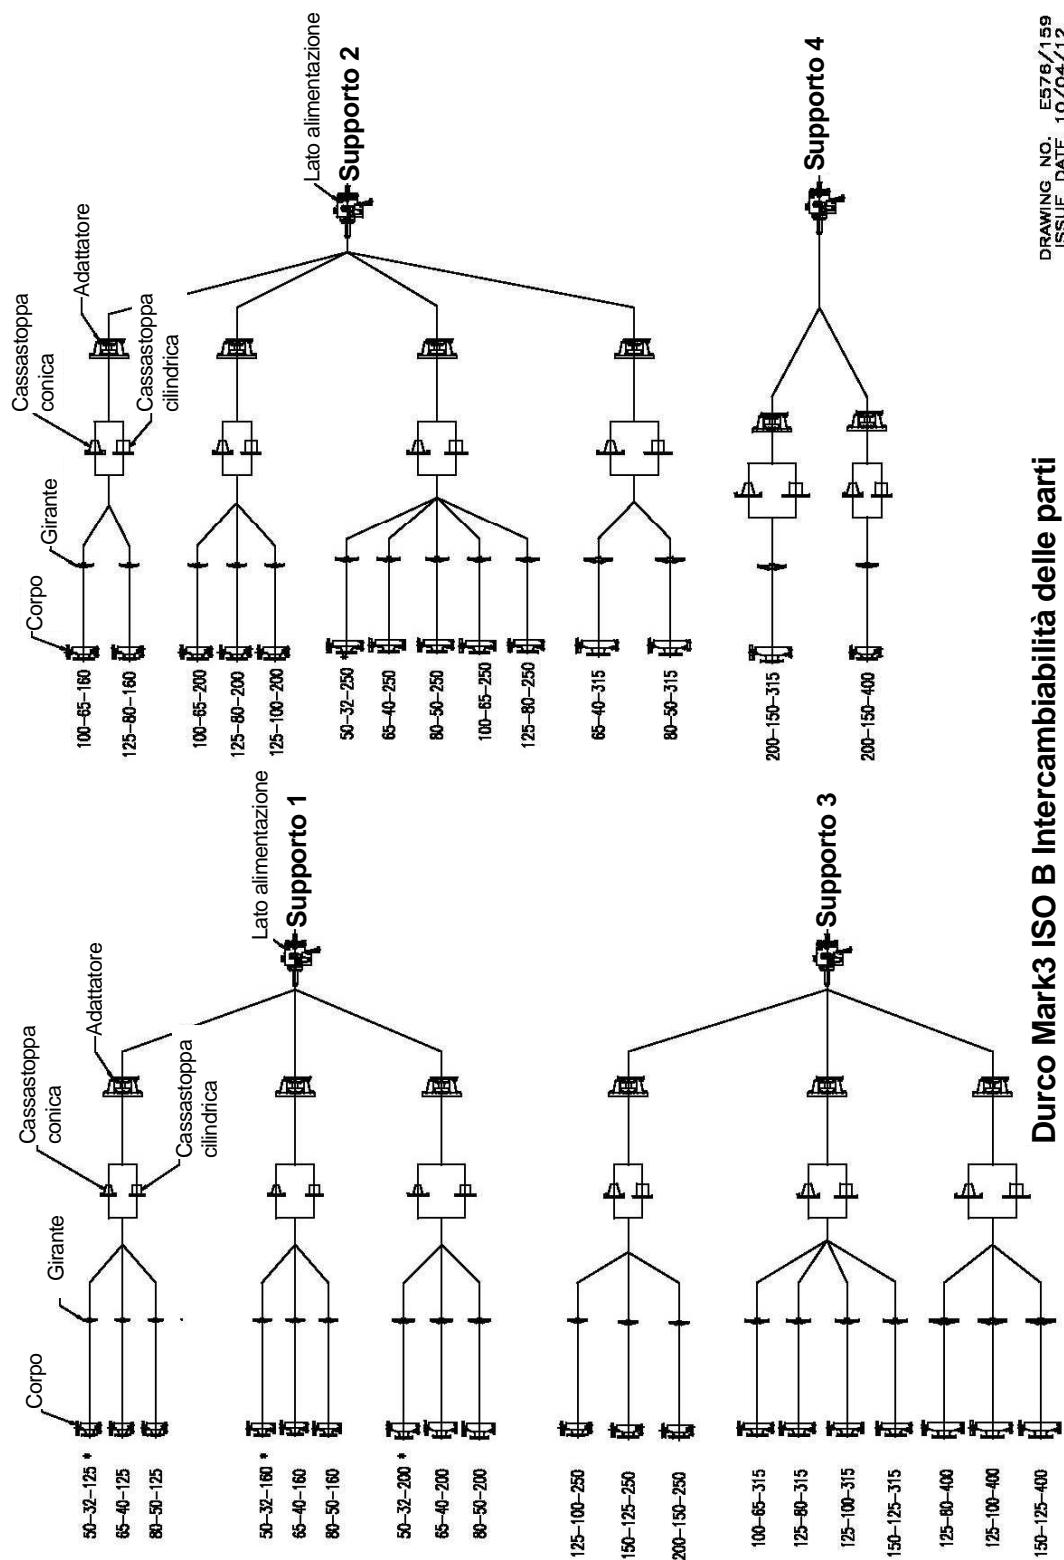 Corpo
Girante
Cassastoppa
conica
Cassastoppa
cilindrica
Adattatore
Lato alimentazione
Supporto 1
50-32-125 *
65-40-125
80-50-125
50-32-160 *
65-40-160
80-50-160
50-32-200 *
65-40-200
80-50-200
Corpo
Girante
Cassastoppa
conica
Cassastoppa
cilindrica
Adattatore
Lato alimentazione
Supporto 2
100-65-160
125-80-160
100-65-200
125-80-200
125-100-200
50-32-250 *
65-40-250
80-50-250
100-65-250
125-80-250
65-40-315
80-50-315
Supporto 3
125-100-250
150-125-250
200-150-250
100-65-315
125-80-315
125-100-315
150-125-315
125-80-400
125-100-400
150-125-400
Supporto 4
200-150-315
200-150-400
Durco Mark3 ISO B Intercambiabilità delle parti
DRAWING NO. E576/159
ISSUE DATE 10/04/12